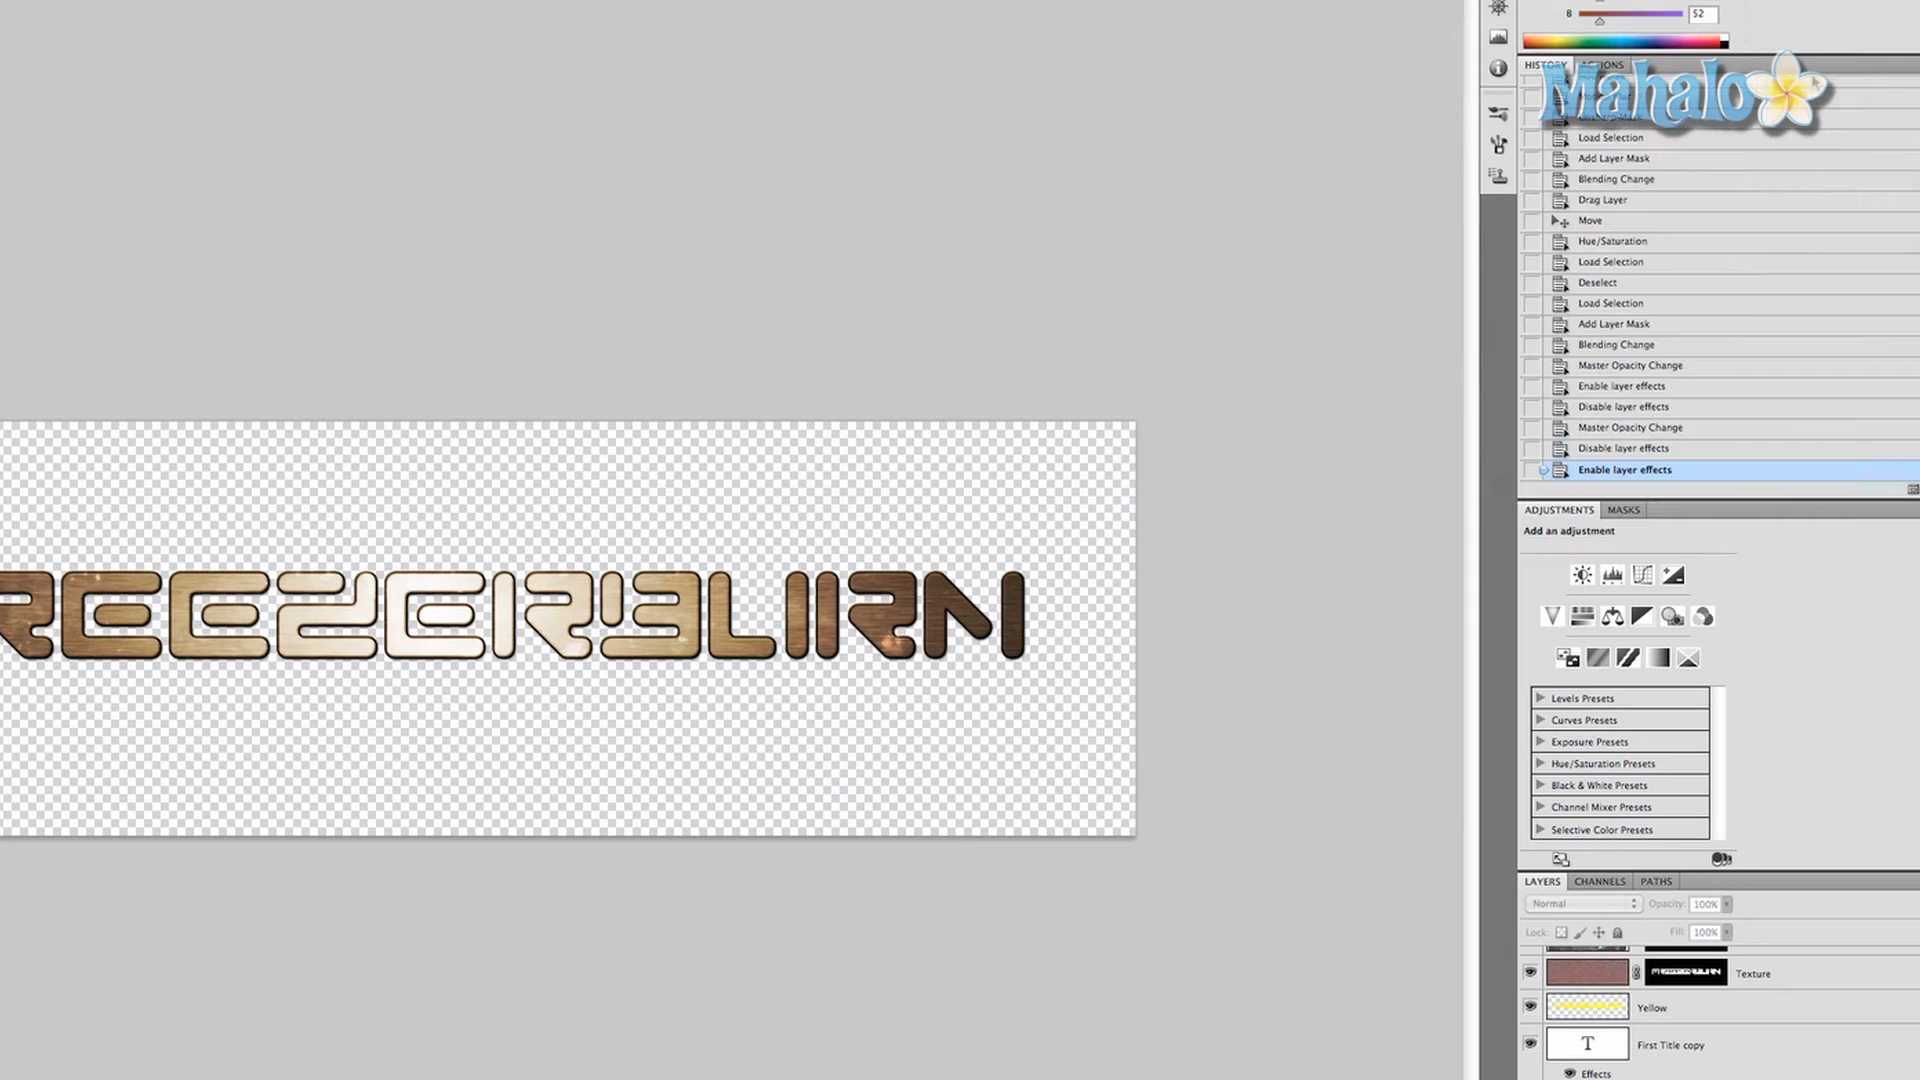 B 52
HISTORY ACTIONS
Mahalo
Unsharp Mask
Load Selection
Add Layer Mask
Blending Change
Drag Layer
Move
Hue/Saturation
Load Selection
Deselect
Load Selection
Add Layer Mask
Blending Change
Master Opacity Change
Enable layer effects
Disable layer effects
Master Opacity Change
Disable layer effects
Enable layer effects
REEZERBURN
ADJUSTMENTS MASKS
Add an adjustment
Levels Presets
Curves Presets
Exposure Presets
Hue/Saturation Presets
Black & White Presets
Channel Mixer Presets
Selective Color Presets
LAYERS CHANNELS PATHS
Normal Opacity: 100%
Lock: Fill: 100%
Texture
Yellow
T First Title copy
Effects